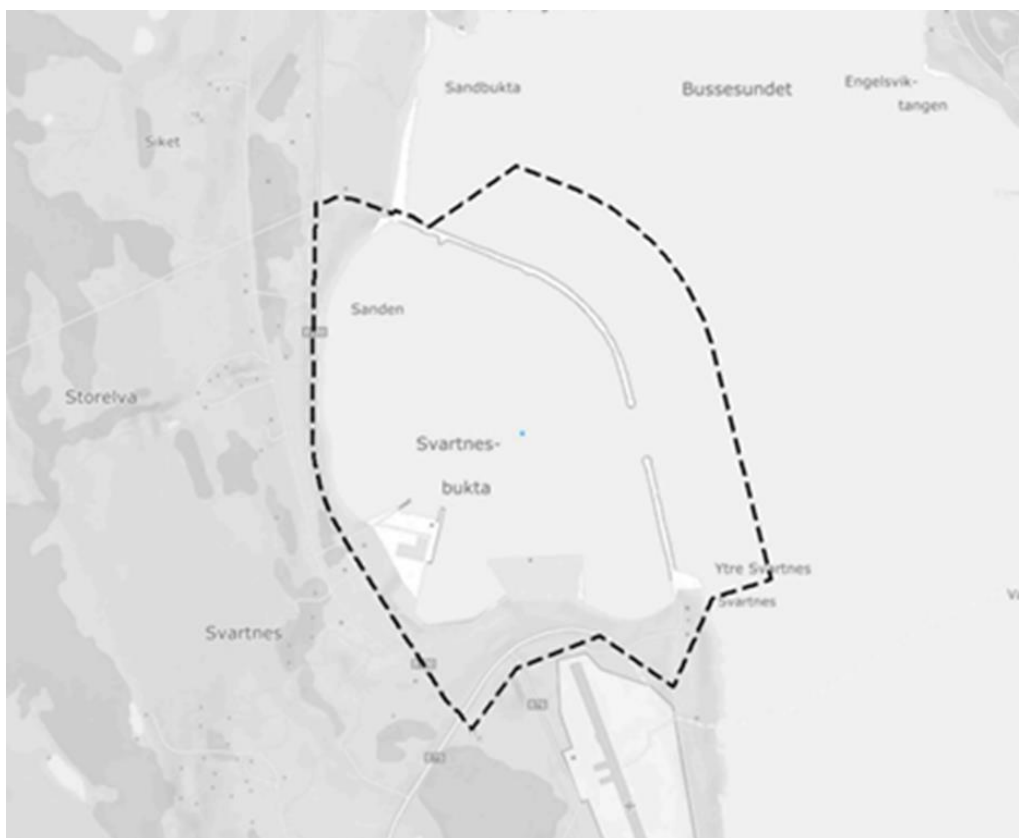 Sandbukta
Bussesundet
Engelsvik-
tangen
Siket
Sanden
Storelva
Svartnes-
bukta
Ytre Svartnes
Svartnes
Svartnes